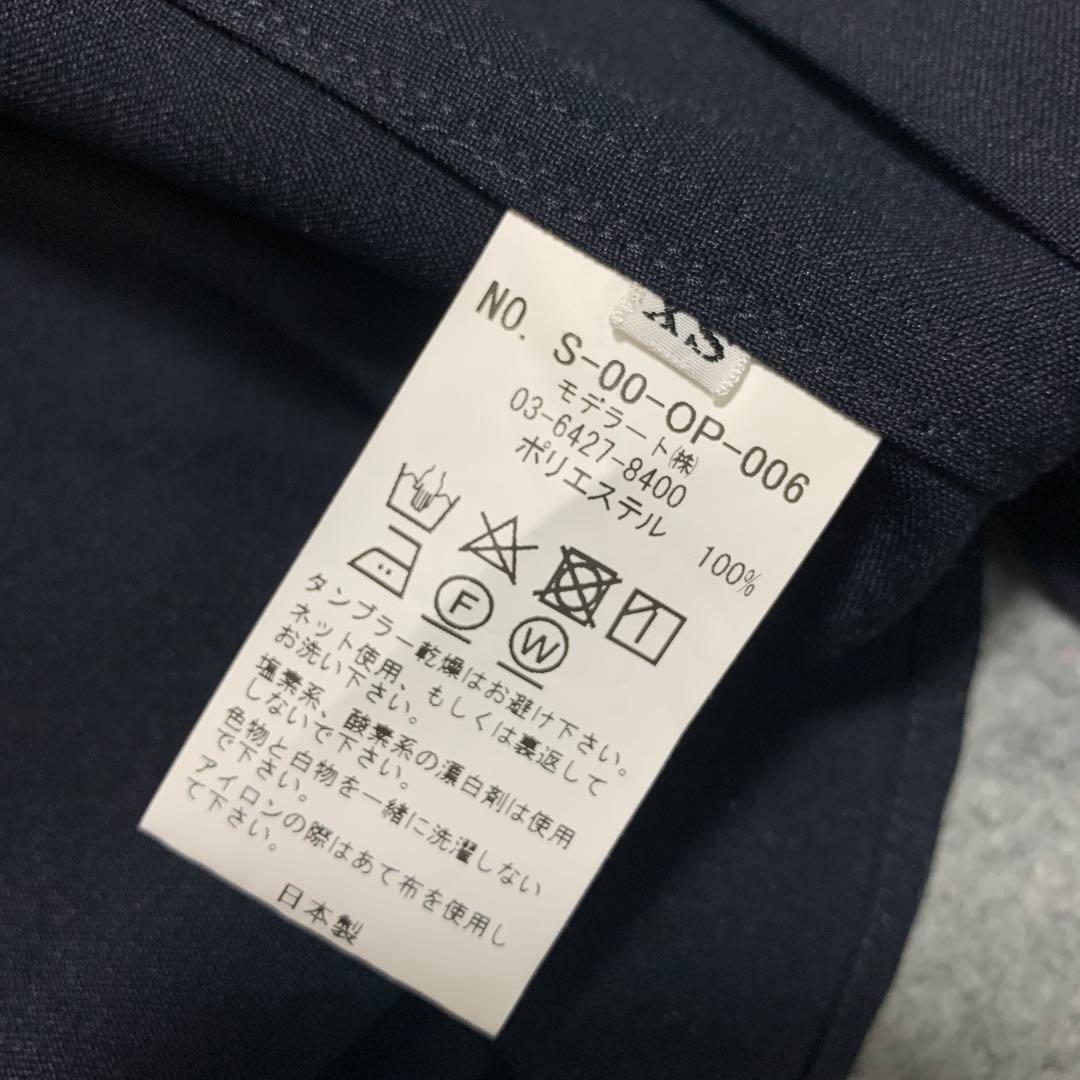 XS
NO. S-00-OP-006
モデラート㈱
03-6427-8400
ポリエステル 100%
F
W
タンブラー乾燥はお避け下さい。
ネット使用、もしくは裏返して
お洗い下さい。
塩素系、酸素系の漂白剤は使用
しないで下さい。
色物と白物を一緒に洗濯しない
で下さい。
アイロンの際はあて布を使用し
て下さい。
日本製